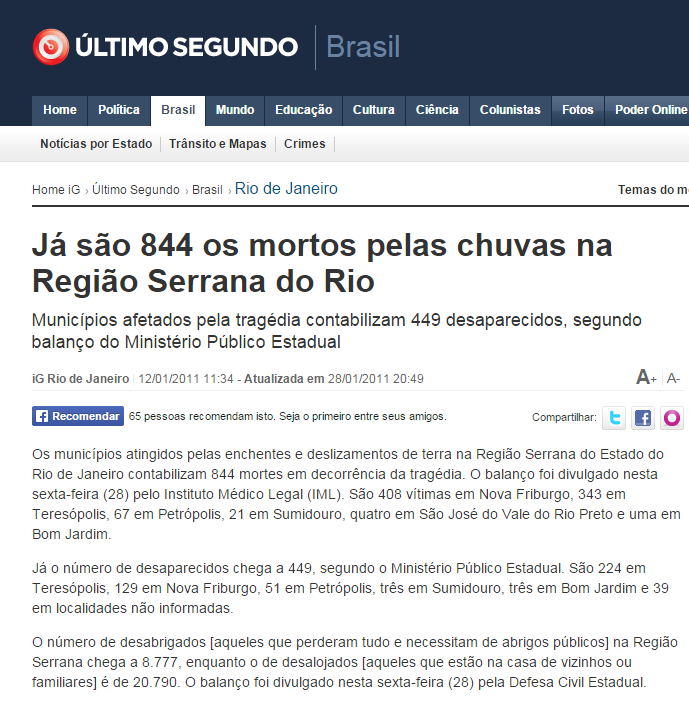 ÚLTIMO SEGUNDO Brasil
Home Política Brasil Mundo Educação Cultura Ciência Colunistas Fotos Poder Online
Notícias por Estado Trânsito e Mapas Crimes
Home iG › Último Segundo › Brasil › Rio de Janeiro Temas do
Já são 844 os mortos pelas chuvas na
Região Serrana do Rio
Municípios afetados pela tragédia contabilizam 449 desaparecidos, segundo
balanço do Ministério Público Estadual
iG Rio de Janeiro | 12/01/2011 11:34 - Atualizada em 28/01/2011 20:49 A+ A-
Recomendar 65 pessoas recomendam isto. Seja o primeiro entre seus amigos. Compartilhar:
Os municípios atingidos pelas enchentes e deslizamentos de terra na Região Serrana do Estado do
Rio de Janeiro contabilizam 844 mortes em decorrência da tragédia. O balanço foi divulgado nesta
sexta-feira (28) pelo Instituto Médico Legal (IML). São 408 vítimas em Nova Friburgo, 343 em
Teresópolis, 67 em Petrópolis, 21 em Sumidouro, quatro em São José do Vale do Rio Preto e uma em
Bom Jardim.
Já o número de desaparecidos chega a 449, segundo o Ministério Público Estadual. São 224 em
Teresópolis, 129 em Nova Friburgo, 51 em Petrópolis, três em Sumidouro, três em Bom Jardim e 39
em localidades não informadas.
O número de desabrigados [aqueles que perderam tudo e necessitam de abrigos públicos] na Região
Serrana chega a 8.777, enquanto o de desalojados [aqueles que estão na casa de vizinhos ou
familiares] é de 20.790. O balanço foi divulgado nesta sexta-feira (28) pela Defesa Civil Estadual.